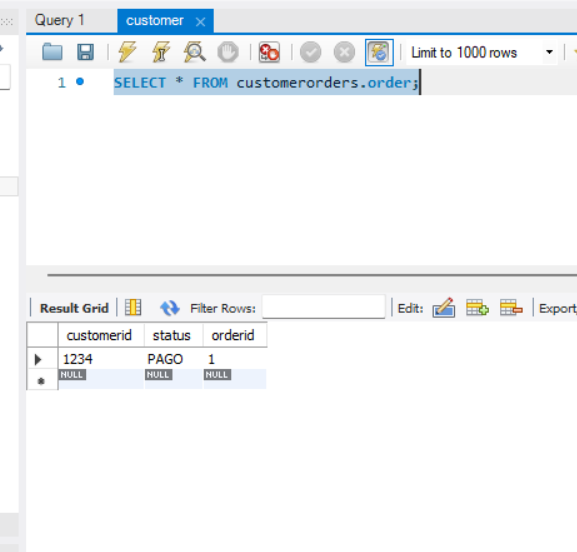 Query 1 customer ×
Limit to 1000 rows
1 SELECT * FROM customerorders.order;
Result Grid Filter Rows: Edit: Export
customerid status orderid
1234 PAGO 1
NULL NULL NULL